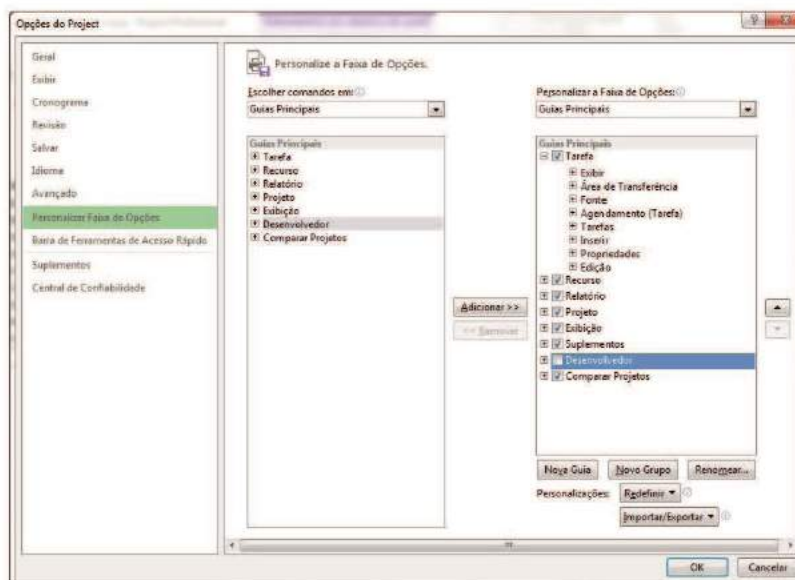 Opções do Project
Geral
Exibir
Cronograma
Revisão
Salvar
Idioma
Avançado
Personalizar Faixa de Opções
Barra de Ferramentas de Acesso Rápido
Suplementos
Central de Confiabilidade
Personalize a Faixa de Opções.
Escolher comandos em:
Guias Principais
Guias Principais
Tarefa
Recurso
Relatório
Projeto
Exibição
Desenvolvedor
Comparar Projetos
Adicionar >>
<< Remover
Personalizar a Faixa de Opções:
Guias Principais
Guias Principais
Tarefa
Exibir
Área de Transferência
Fonte
Agendamento (Tarefa)
Tarefas
Inserir
Propriedades
Edição
Recurso
Relatório
Projeto
Exibição
Suplementos
Desenvolvedor
Comparar Projetos
Nova Guia Novo Grupo Renomear...
Personalizações: Redefinir
Importar/Exportar
OK Cancelar